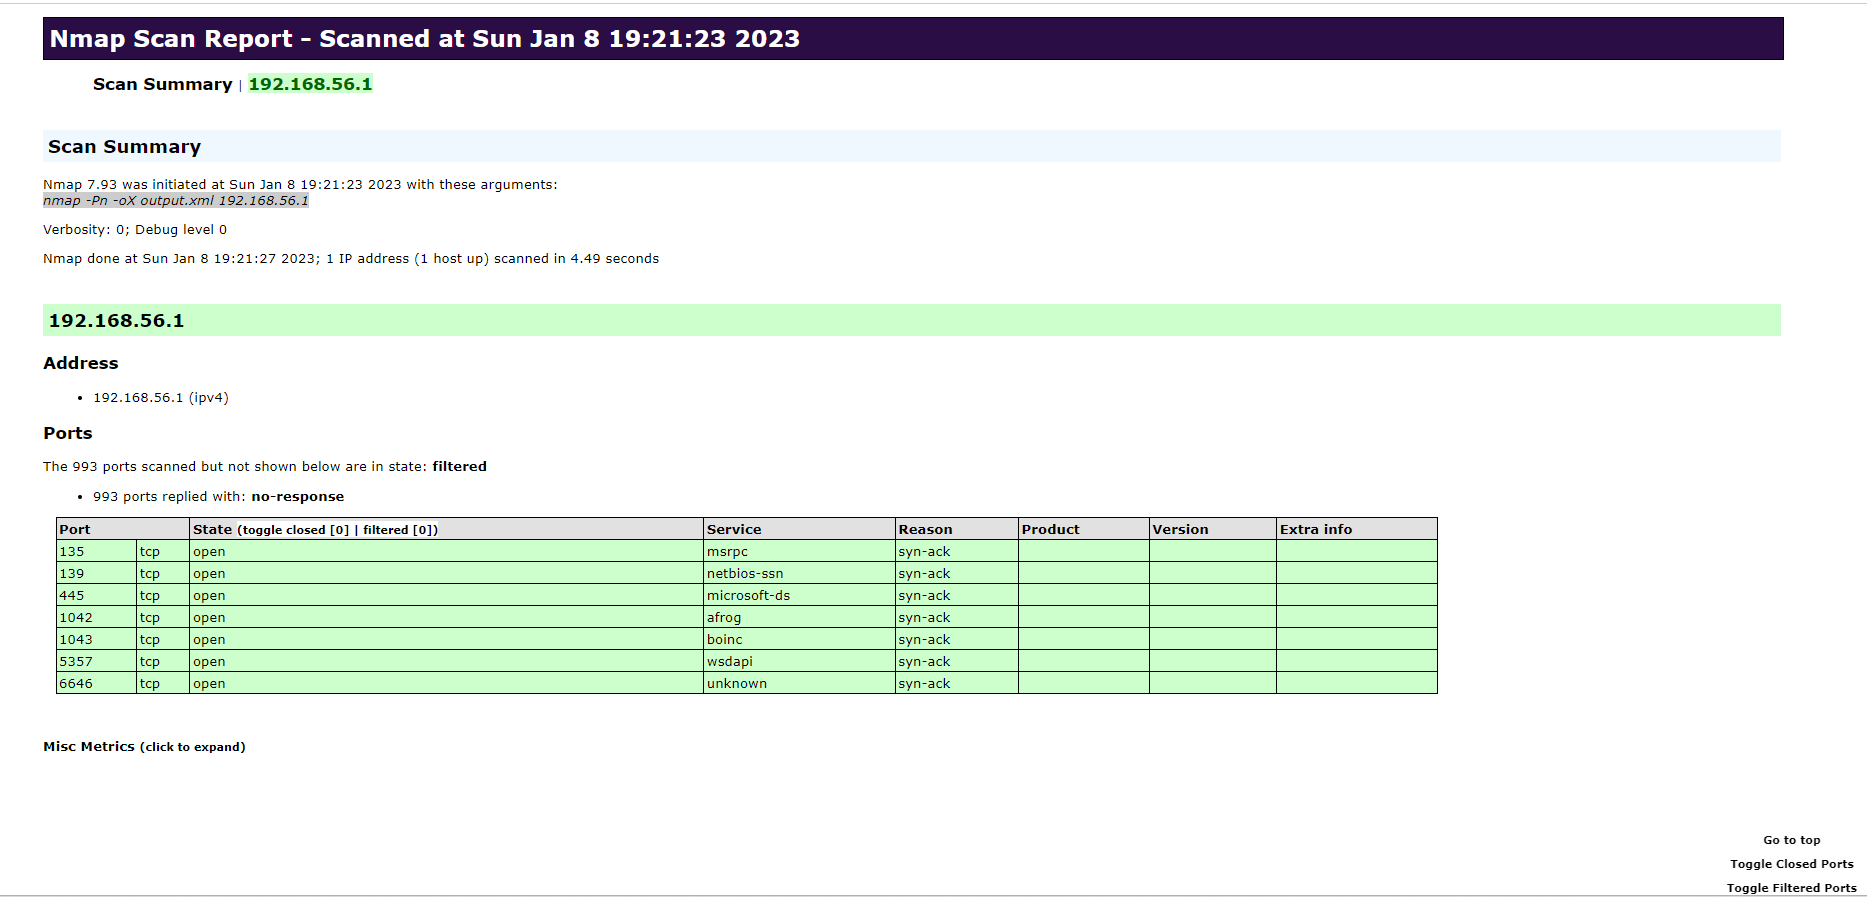 Nmap Scan Report - Scanned at Sun Jan 8 19:21:23 2023
Scan Summary | 192.168.56.1
Scan Summary
Nmap 7.93 was initiated at Sun Jan 8 19:21:23 2023 with these arguments:
nmap -Pn -oX output.xml 192.168.56.1
Verbosity: 0; Debug level 0
Nmap done at Sun Jan 8 19:21:27 2023; 1 IP address (1 host up) scanned in 4.49 seconds
192.168.56.1
Address
• 192.168.56.1 (ipv4)
Ports
The 993 ports scanned but not shown below are in state: filtered
• 993 ports replied with: no-response
Port State (toggle closed [0] | filtered [0]) Service Reason Product Version Extra info
135 tcp open msrpc syn-ack
139 tcp open netbios-ssn syn-ack
445 tcp open microsoft-ds syn-ack
1042 tcp open afrog syn-ack
1043 tcp open boinc syn-ack
5357 tcp open wsdapi syn-ack
6646 tcp open unknown syn-ack
Misc Metrics (click to expand)
Go to top
Toggle Closed Ports
Toggle Filtered Ports